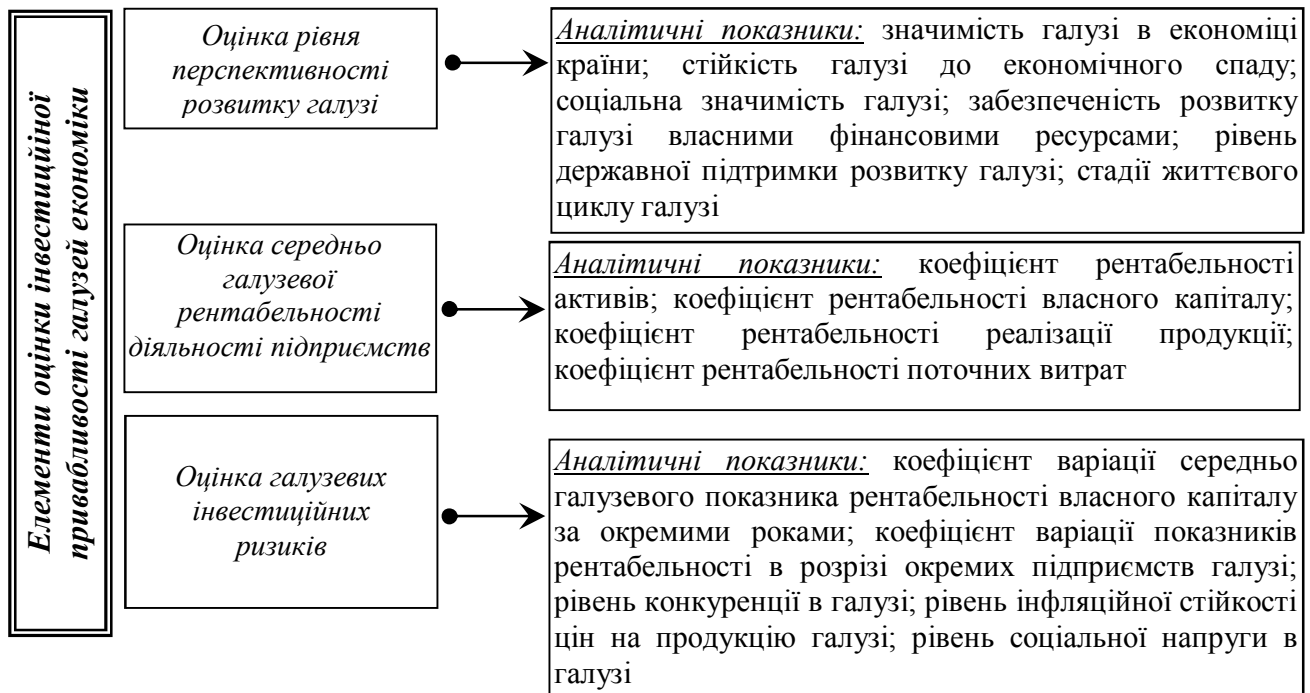 Елементи оцінки інвестиційної
привабливості галузей економіки
Оцінка рівня
перспективності
розвитку галузі
Аналітичні показники: значимість галузі в економіці
країни; стійкість галузі до економічного спаду;
соціальна значимість галузі; забезпеченість розвитку
галузі власними фінансовими ресурсами; рівень
державної підтримки розвитку галузі; стадії життєвого
циклу галузі
Оцінка середньо
галузевої
рентабельності
діяльності підприємств
Аналітичні показники: коефіцієнт рентабельності
активів; коефіцієнт рентабельності власного капіталу;
коефіцієнт рентабельності реалізації продукції;
коефіцієнт рентабельності поточних витрат
Оцінка галузевих
інвестиційних
ризиків
Аналітичні показники: коефіцієнт варіації середньо
галузевого показника рентабельності власного капіталу
за окремими роками; коефіцієнт варіації показників
рентабельності в розрізі окремих підприємств галузі;
рівень конкуренції в галузі; рівень інфляційної стійкості
цін на продукцію галузі; рівень соціальної напруги в
галузі